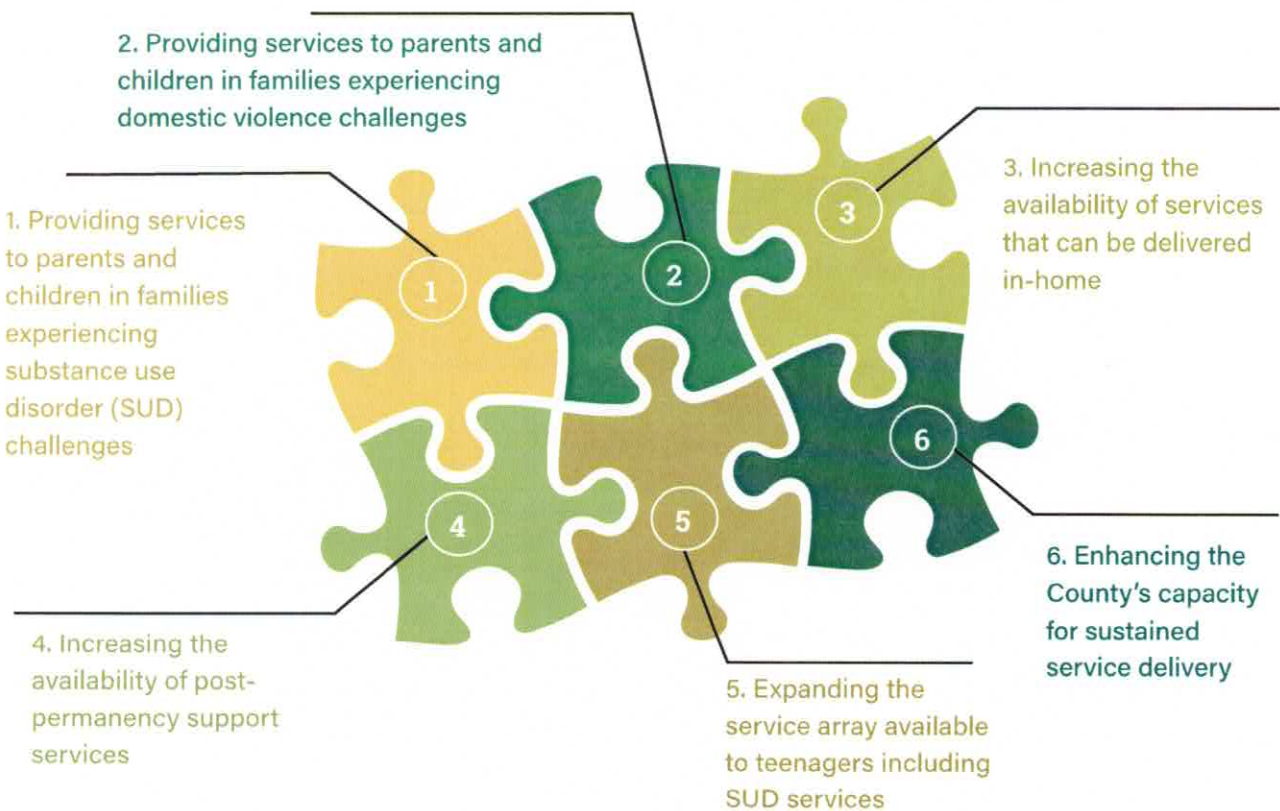 1. Providing services
to parents and
children in families
experiencing
substance use
disorder (SUD)
challenges
2. Providing services to parents and
children in families experiencing
domestic violence challenges
3. Increasing the
availability of services
that can be delivered
in-home
4. Increasing the
availability of post-
permanency support
services
5. Expanding the
service array available
to teenagers including
SUD services
6. Enhancing the
County's capacity
for sustained
service delivery
1
2
3
4
5
6